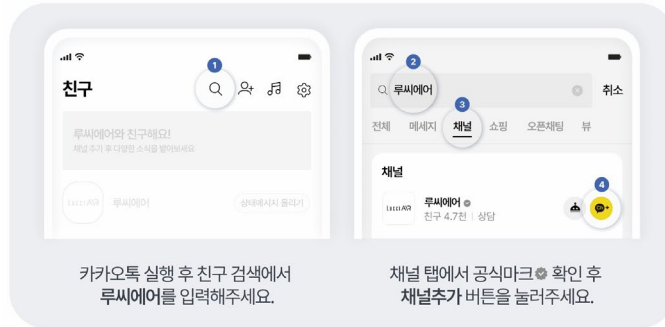 1
친구
루씨에어와 친구해요!
채널 추가 후 다양한 소식을 받아보세요
LucciAIR 루씨에어 상태메시지 올리기
카카오톡 실행 후 친구 검색에서
루씨에어를 입력해주세요.
2
루씨에어 취소
3
전체 메세지 채널 쇼핑 오픈채팅 뷰
채널
4
LucciAIR 루씨에어
친구 4.7천 | 상담
채널 탭에서 공식마크 확인 후
채널추가 버튼을 눌러주세요.